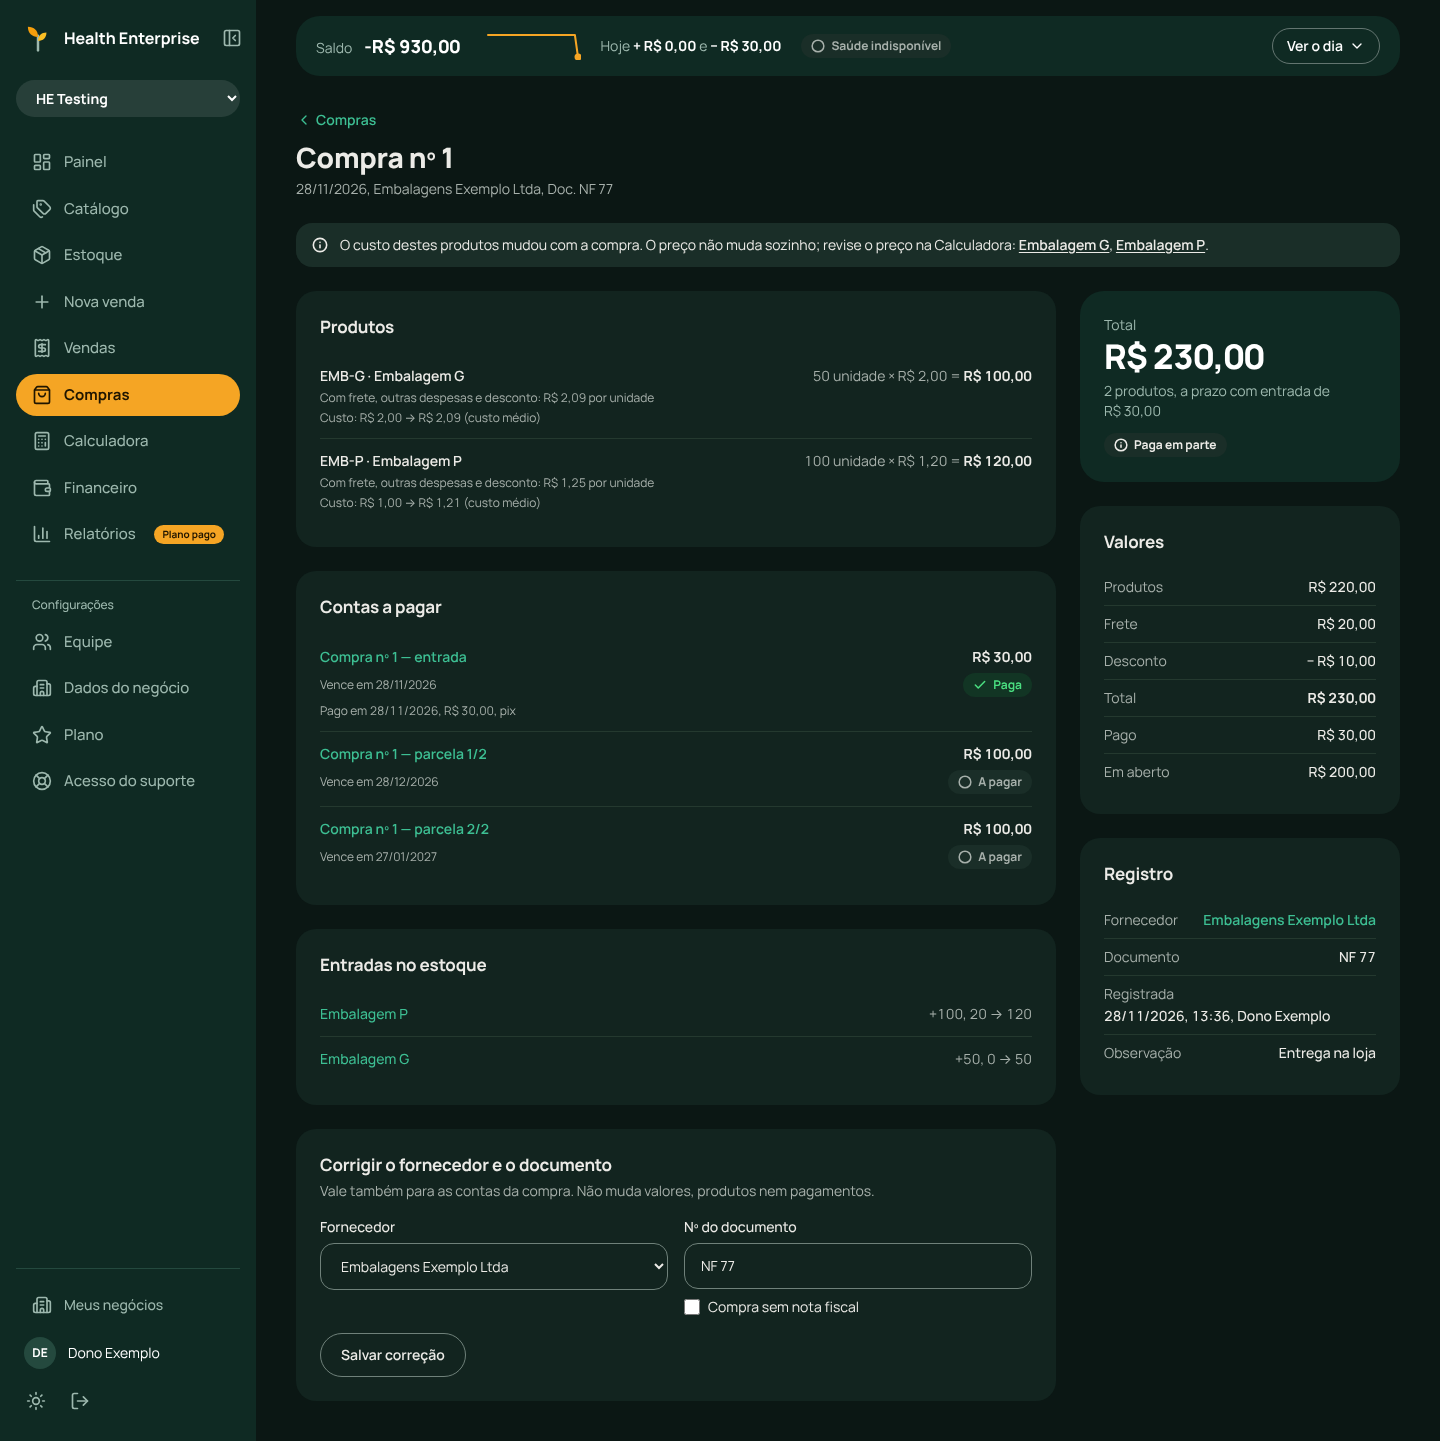 Health Enterprise
HE Testing
Painel
Catálogo
Estoque
Nova venda
Vendas
Compras
Calculadora
Financeiro
Relatórios Plano pago
Configurações
Equipe
Dados do negócio
Plano
Acesso do suporte
Meus negócios
DE Dono Exemplo
Saldo -R$ 930,00 Hoje + R$ 0,00 e − R$ 30,00 Saúde indisponível Ver o dia
Compras
Compra nº 1
28/11/2026, Embalagens Exemplo Ltda, Doc. NF 77
O custo destes produtos mudou com a compra. O preço não muda sozinho; revise o preço na Calculadora: Embalagem G, Embalagem P.
Produtos
EMB-G · Embalagem G 50 unidade × R$ 2,00 = R$ 100,00
Com frete, outras despesas e desconto: R$ 2,09 por unidade
Custo: R$ 2,00 → R$ 2,09 (custo médio)
EMB-P · Embalagem P 100 unidade × R$ 1,20 = R$ 120,00
Com frete, outras despesas e desconto: R$ 1,25 por unidade
Custo: R$ 1,00 → R$ 1,21 (custo médio)
Contas a pagar
Compra nº 1 — entrada R$ 30,00
Vence em 28/11/2026 Paga
Pago em 28/11/2026, R$ 30,00, pix
Compra nº 1 — parcela 1/2 R$ 100,00
Vence em 28/12/2026 A pagar
Compra nº 1 — parcela 2/2 R$ 100,00
Vence em 27/01/2027 A pagar
Entradas no estoque
Embalagem P +100, 20 → 120
Embalagem G +50, 0 → 50
Corrigir o fornecedor e o documento
Vale também para as contas da compra. Não muda valores, produtos nem pagamentos.
Fornecedor Nº do documento
Embalagens Exemplo Ltda NF 77
Compra sem nota fiscal
Salvar correção
Total
R$ 230,00
2 produtos, a prazo com entrada de
R$ 30,00
Paga em parte
Valores
Produtos R$ 220,00
Frete R$ 20,00
Desconto − R$ 10,00
Total R$ 230,00
Pago R$ 30,00
Em aberto R$ 200,00
Registro
Fornecedor Embalagens Exemplo Ltda
Documento NF 77
Registrada
28/11/2026, 13:36, Dono Exemplo
Observação Entrega na loja